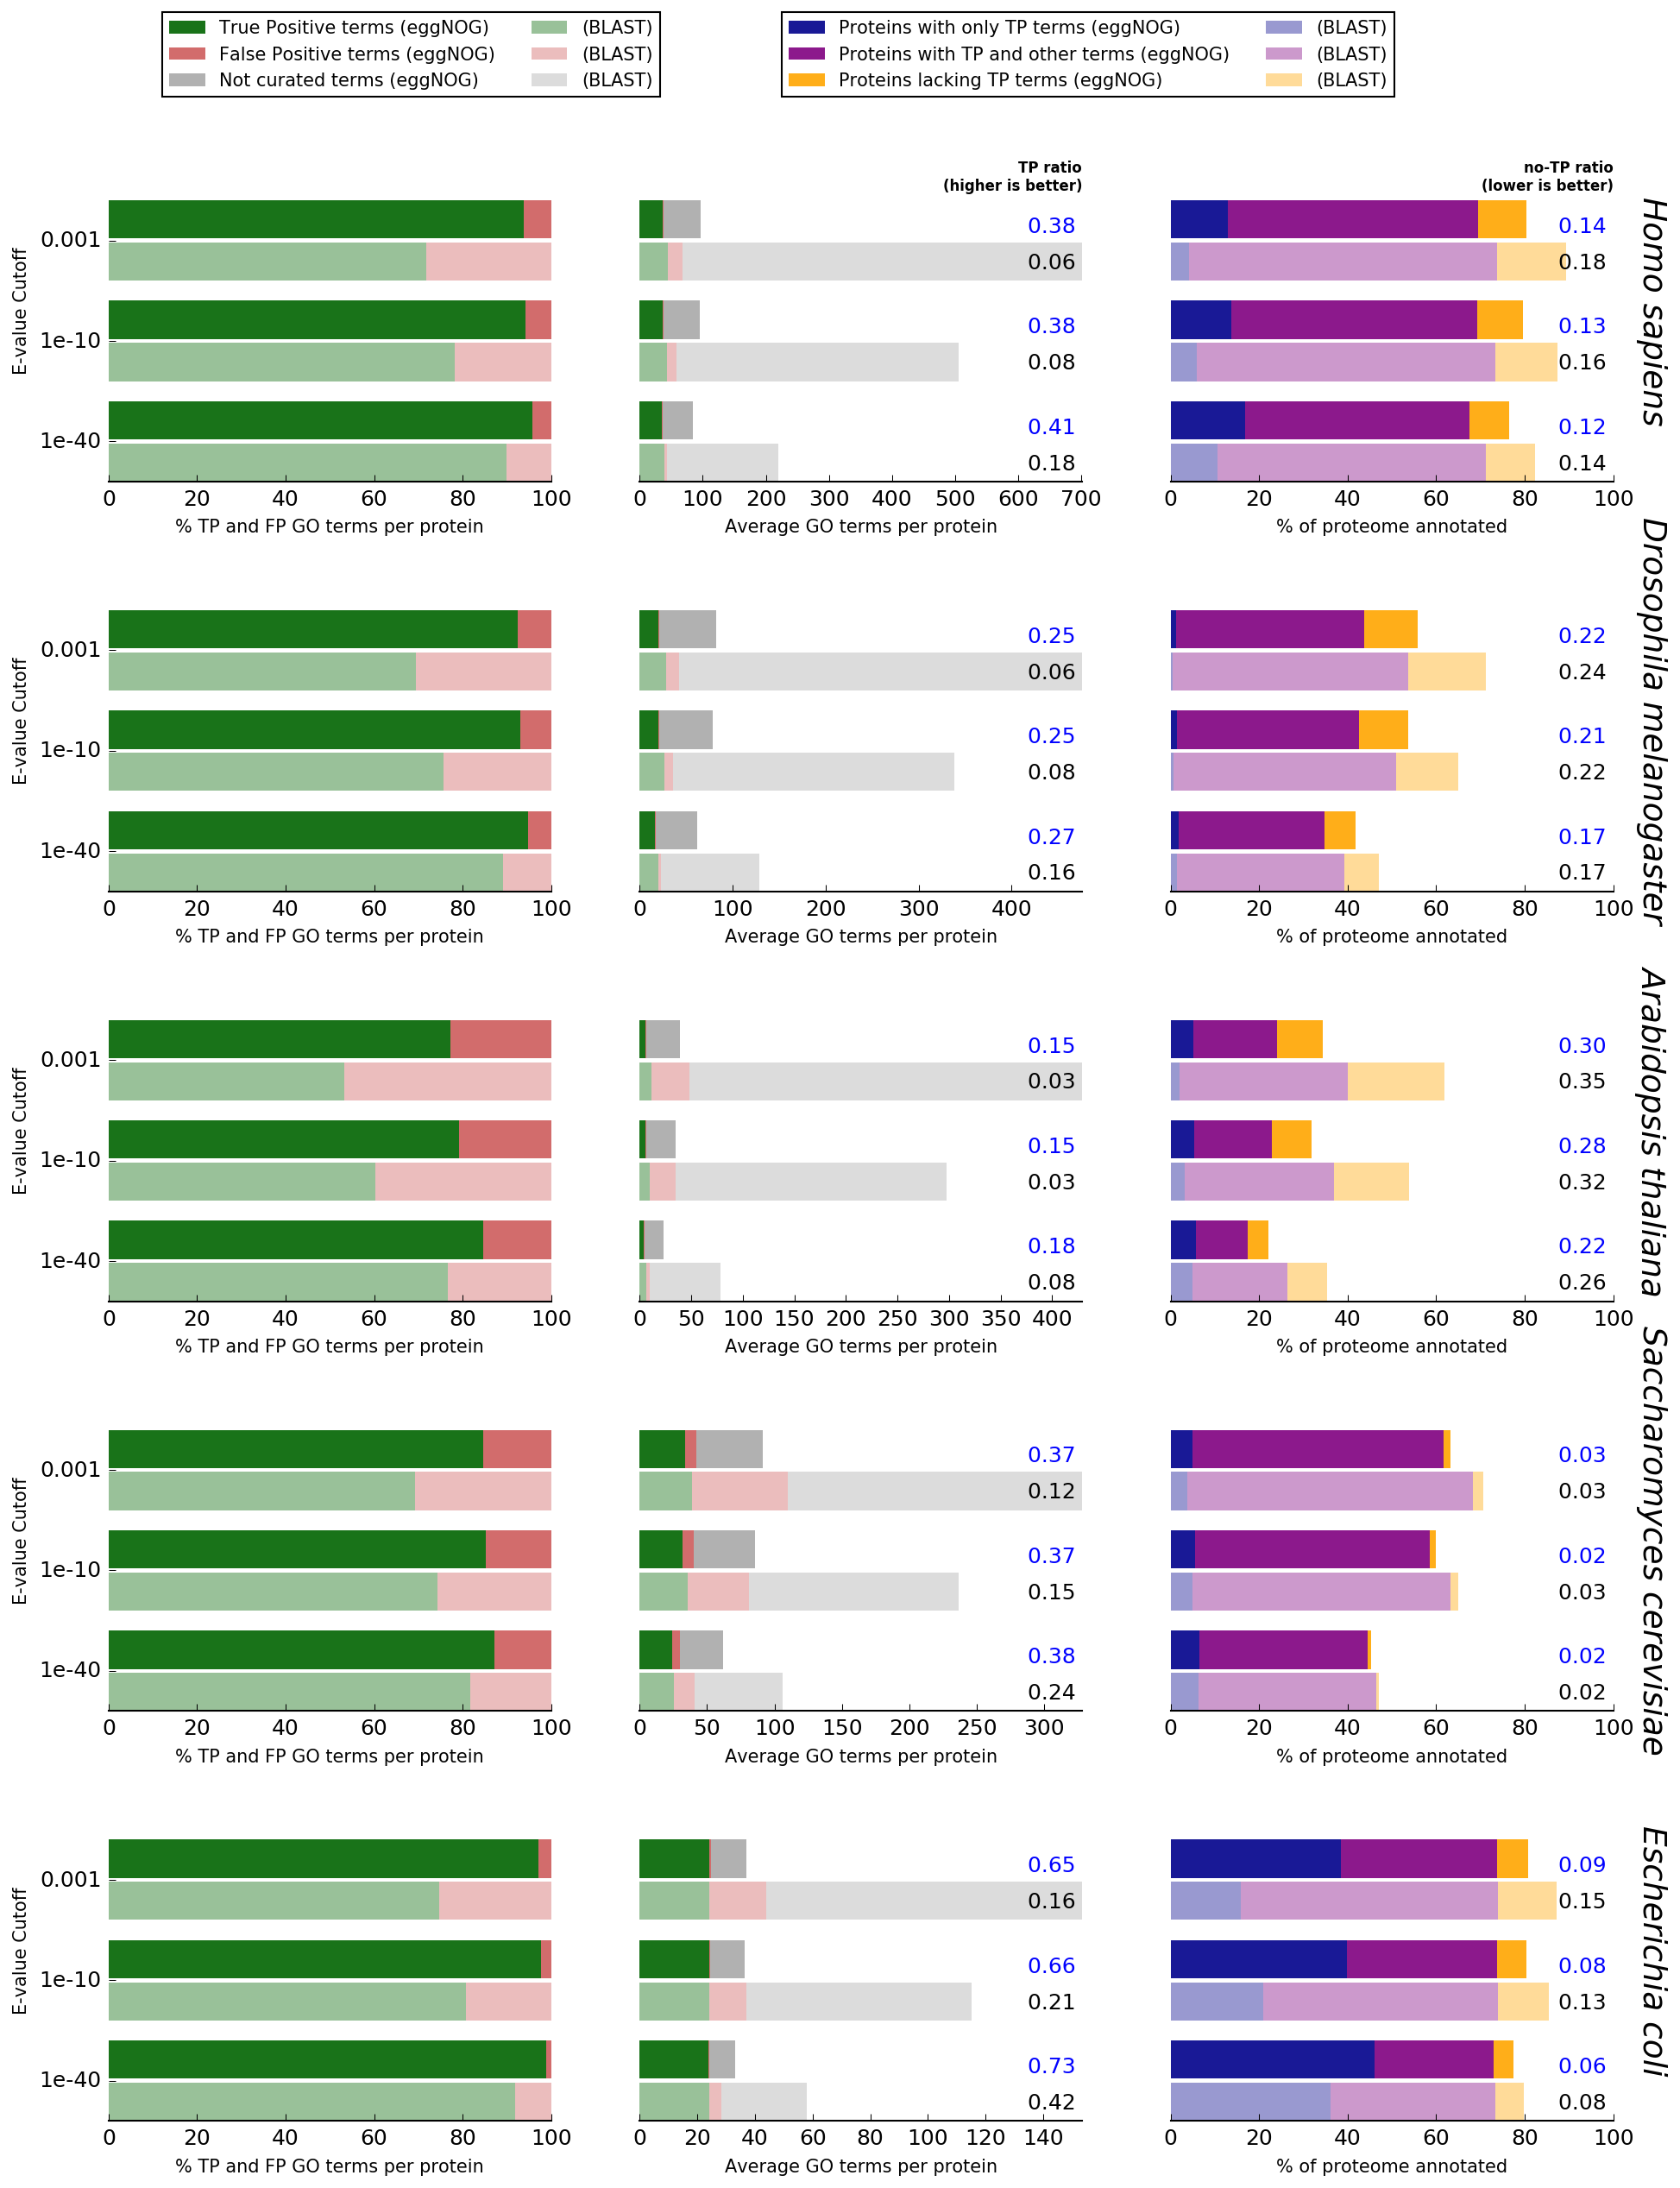 True Positive terms (eggNOG) (BLAST)
False Positive terms (eggNOG) (BLAST)
Not curated terms (eggNOG) (BLAST)
Proteins with only TP terms (eggNOG) (BLAST)
Proteins with TP and other terms (eggNOG) (BLAST)
Proteins lacking TP terms (eggNOG) (BLAST)
TP ratio
(higher is better)
no-TP ratio
(lower is better)
Homo sapiens
E-value Cutoff
0.001
1e-10
1e-40
0 20 40 60 80 100
% TP and FP GO terms per protein
0.38
0.06
0.38
0.08
0.41
0.18
0 100 200 300 400 500 600 700
Average GO terms per protein
0.14
0.18
0.13
0.16
0.12
0.14
0 20 40 60 80 100
% of proteome annotated
Drosophila melanogaster
E-value Cutoff
0.001
1e-10
1e-40
0 20 40 60 80 100
% TP and FP GO terms per protein
0.25
0.06
0.25
0.08
0.27
0.16
0 100 200 300 400
Average GO terms per protein
0.22
0.24
0.21
0.22
0.17
0.17
0 20 40 60 80 100
% of proteome annotated
Arabidopsis thaliana
E-value Cutoff
0.001
1e-10
1e-40
0 20 40 60 80 100
% TP and FP GO terms per protein
0.15
0.03
0.15
0.03
0.18
0.08
0 50 100 150 200 250 300 350 400
Average GO terms per protein
0.30
0.35
0.28
0.32
0.22
0.26
0 20 40 60 80 100
% of proteome annotated
Saccharomyces cerevisiae
E-value Cutoff
0.001
1e-10
1e-40
0 20 40 60 80 100
% TP and FP GO terms per protein
0.37
0.12
0.37
0.15
0.38
0.24
0 50 100 150 200 250 300
Average GO terms per protein
0.03
0.03
0.02
0.03
0.02
0.02
0 20 40 60 80 100
% of proteome annotated
Escherichia coli
E-value Cutoff
0.001
1e-10
1e-40
0 20 40 60 80 100
% TP and FP GO terms per protein
0.65
0.16
0.66
0.21
0.73
0.42
0 20 40 60 80 100 120 140
Average GO terms per protein
0.09
0.15
0.08
0.13
0.06
0.08
0 20 40 60 80 100
% of proteome annotated